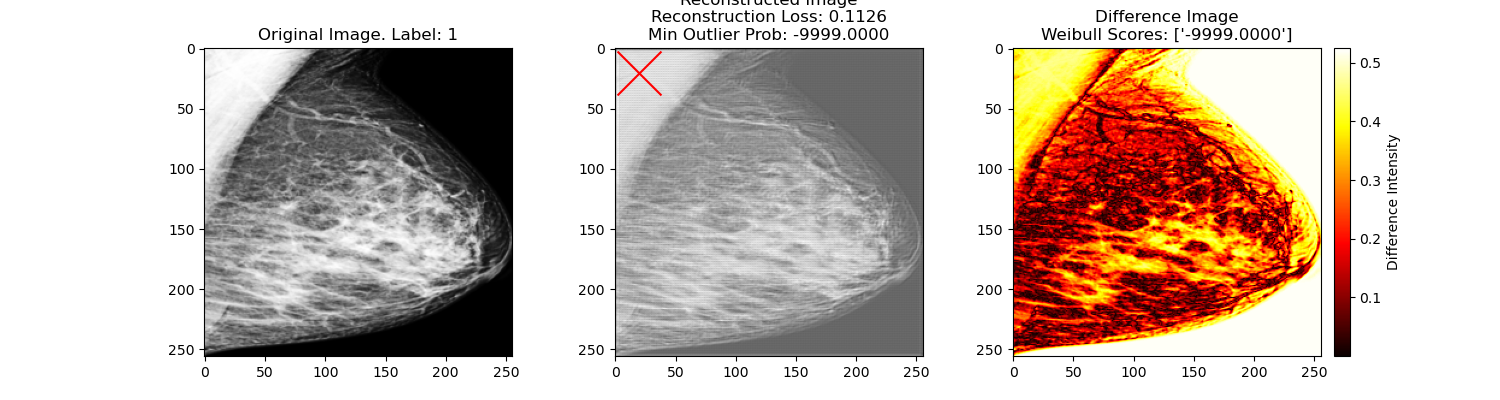 Original Image. Label: 1
0
50
100
150
200
250
0 50 100 150 200 250
Reconstructed Image
Reconstruction Loss: 0.1126
Min Outlier Prob: -9999.0000
0
50
100
150
200
250
0 50 100 150 200 250
Difference Image
Weibull Scores: ['-9999.0000']
0
50
100
150
200
250
0 50 100 150 200 250
0.5
0.4
0.3
0.2
0.1
Difference Intensity